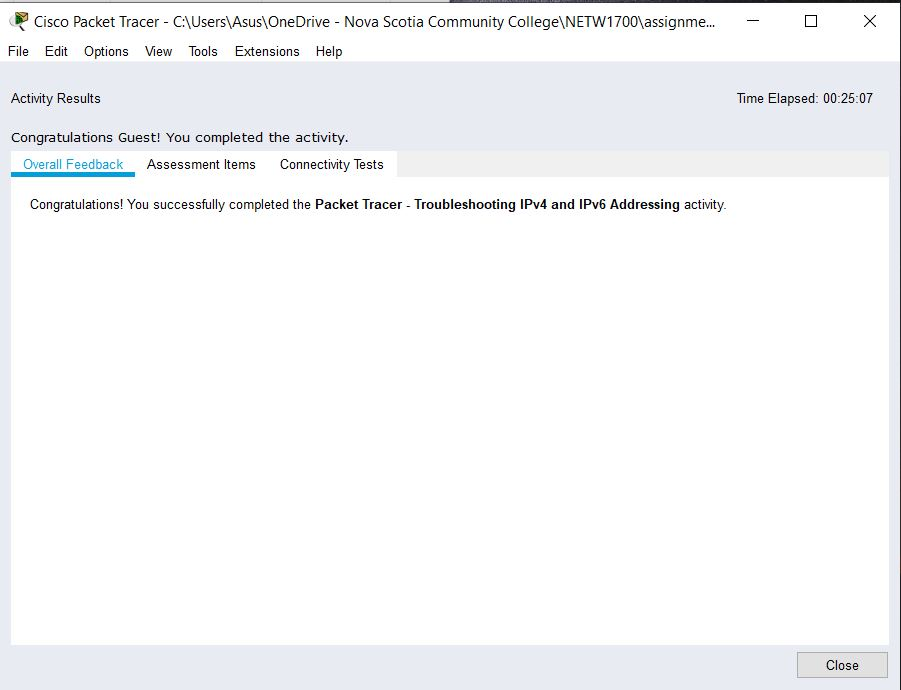 Cisco Packet Tracer - C:\Users\Asus\OneDrive - Nova Scotia Community College\NETW1700\assignme...
File Edit Options View Tools Extensions Help
Activity Results Time Elapsed: 00:25:07
Congratulations Guest! You completed the activity.
Overall Feedback Assessment Items Connectivity Tests
Congratulations! You successfully completed the Packet Tracer - Troubleshooting IPv4 and IPv6 Addressing activity.
Close